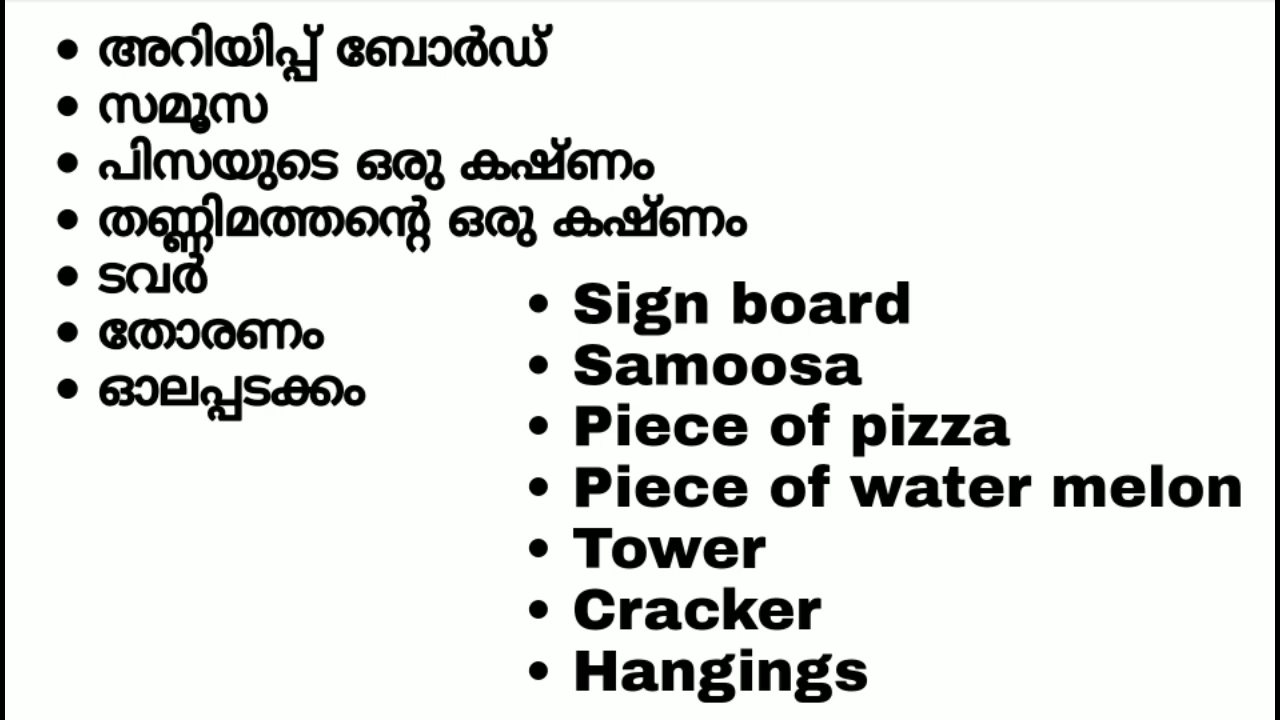 • അറിയിപ്പ് ബോർഡ്
• സമൂസ
• പിസയുടെ ഒരു കഷ്ണം
• തണ്ണിമത്തന്റെ ഒരു കഷ്ണം
• ടവർ
• തോരണം
• ഓലപ്പടക്കം
• Sign board
• Samoosa
• Piece of pizza
• Piece of water melon
• Tower
• Cracker
• Hangings